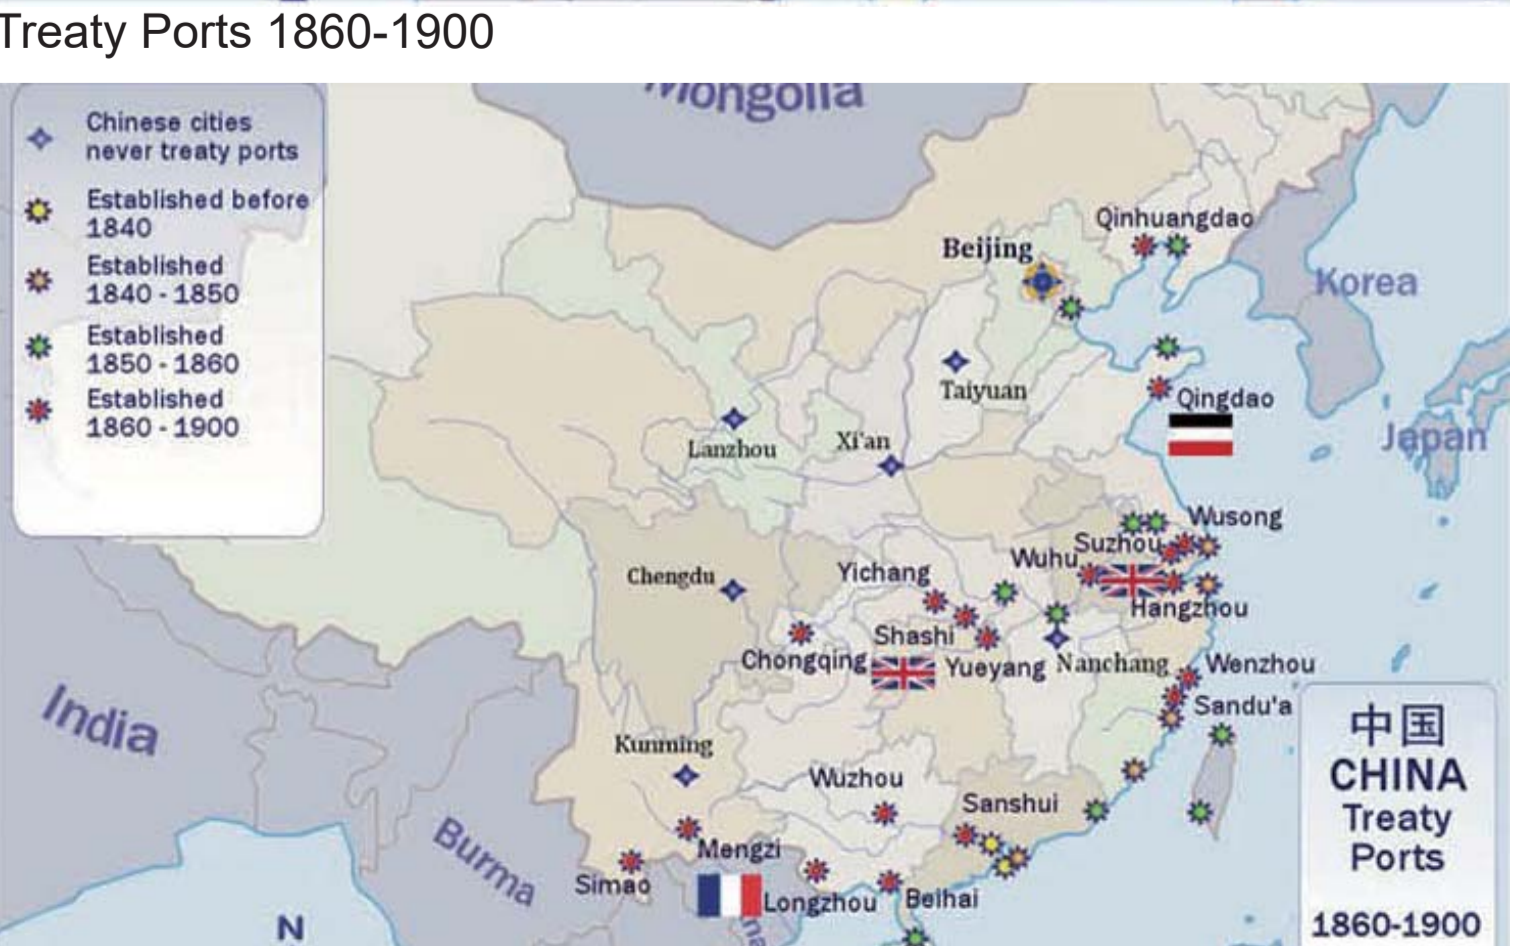 Treaty Ports 1860-1900
Mongolia
Chinese cities
never treaty ports
Established before
1840
Established
1840 - 1850
Established
1850 - 1860
Established
1860 - 1900
Qinhuangdao
Beijing
Korea
Taiyuan
Qingdao
Lanzhou
Xi'an
Japan
Wusong
Suzhou
Wuhu
Yichang
Chengdu
Hangzhou
Shashi
Chongqing
Yueyang
Nanchang
Wenzhou
Sandu'a
India
Kunming
Wuzhou
Sanshui
中国
CHINA
Treaty
Ports
1860-1900
Burma
Mengzi
Simao
Longzhou
Beihai
N